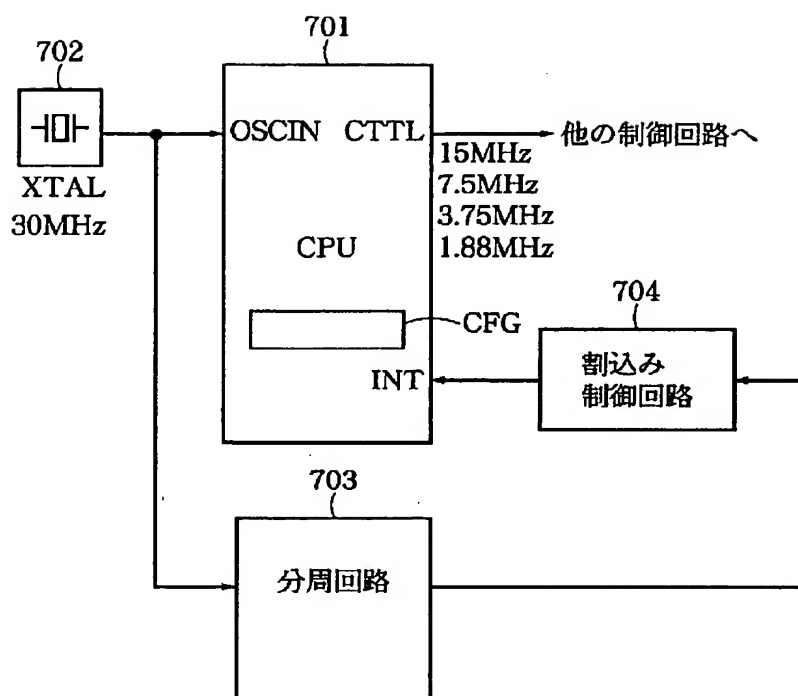 701
702
OSCIN
CTTL
他の制御回路へ
XTAL
30MHz
15MHz
7.5MHz
3.75MHz
1.88MHz
CPU
CFG
704
INT
割込み
制御回路
703
分周回路